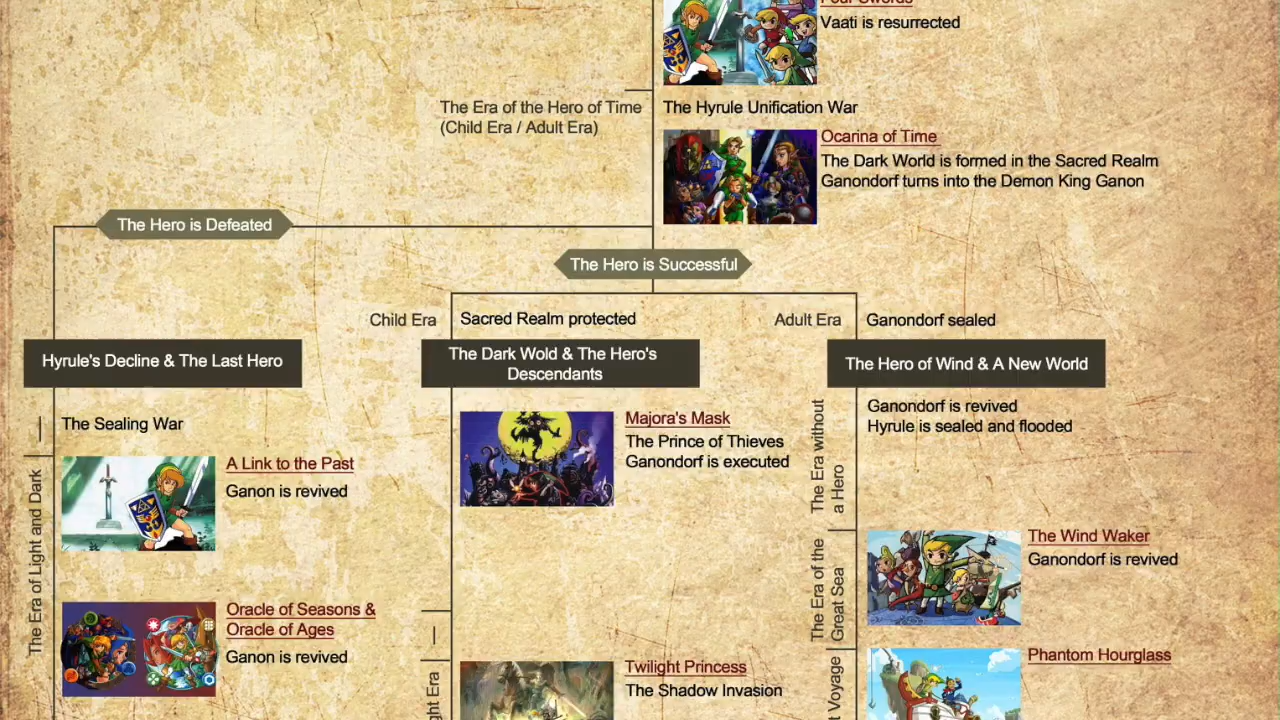 Four Swords
Vaati is resurrected
The Era of the Hero of Time
(Child Era / Adult Era)
The Hyrule Unification War
Ocarina of Time
The Dark World is formed in the Sacred Realm
Ganondorf turns into the Demon King Ganon
The Hero is Defeated
The Hero is Successful
Child Era
Sacred Realm protected
Adult Era
Ganondorf sealed
Hyrule's Decline & The Last Hero
The Dark Wold & The Hero's
Descendants
The Hero of Wind & A New World
The Sealing War
The Era of Light and Dark
A Link to the Past
Ganon is revived
Oracle of Seasons &
Oracle of Ages
Ganon is revived
Majora's Mask
The Prince of Thieves
Ganondorf is executed
Twilight Princess
The Shadow Invasion
The Era without
a Hero
Ganondorf is revived
Hyrule is sealed and flooded
The Era of the
Great Sea
The Wind Waker
Ganondorf is revived
Voyage
Phantom Hourglass